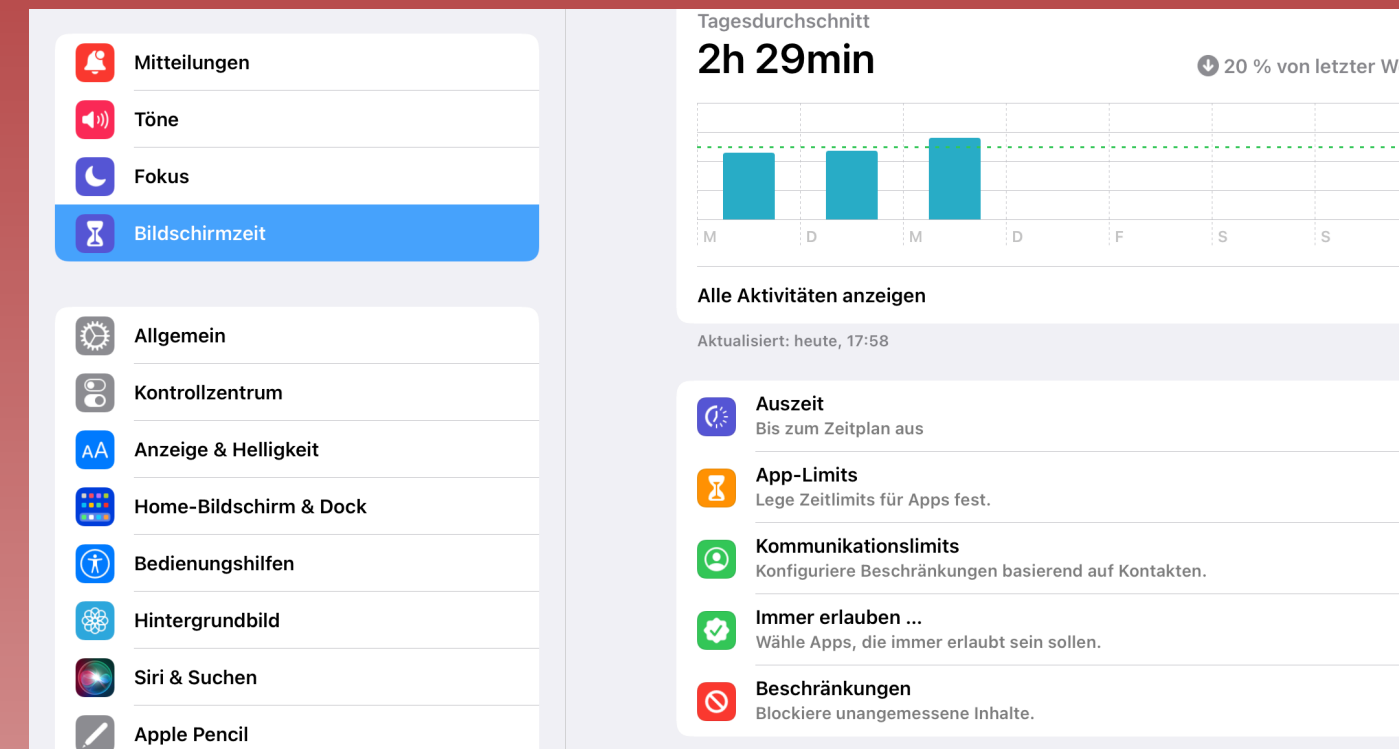 Mitteilungen
Töne
Fokus
Bildschirmzeit
Allgemein
Kontrollzentrum
AA
Anzeige & Helligkeit
Home-Bildschirm & Dock
Bedienungshilfen
Hintergrundbild
Siri & Suchen
Apple Pencil
Tagesdurchschnitt
2h 29min
20 % von letzter W
M D M D F S S
Alle Aktivitäten anzeigen
Aktualisiert: heute, 17:58
Auszeit
Bis zum Zeitplan aus
App-Limits
Lege Zeitlimits für Apps fest.
Kommunikationslimits
Konfiguriere Beschränkungen basierend auf Kontakten.
Immer erlauben ...
Wähle Apps, die immer erlaubt sein sollen.
Beschränkungen
Blockiere unangemessene Inhalte.